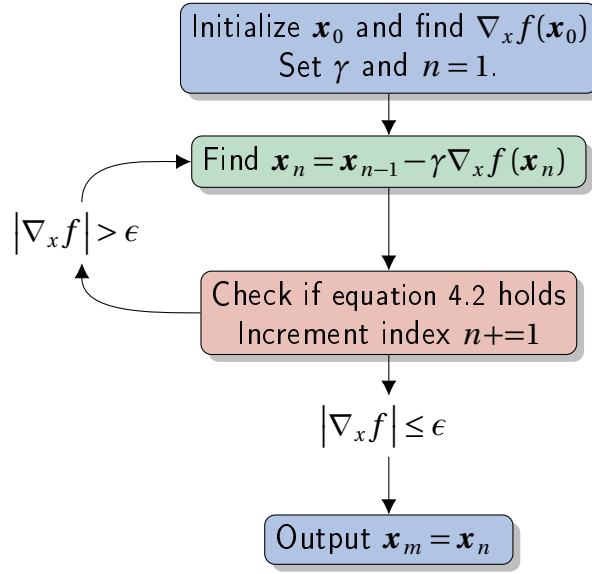 Initialize 𝒙₀ and find ∇ₓf(𝒙₀)
Set γ and n = 1.
Find 𝒙ₙ = 𝒙ₙ₋₁ − γ∇ₓf(𝒙ₙ)
|∇ₓf| > ϵ
Check if equation 4.2 holds
Increment index n+=1
|∇ₓf| ≤ ϵ
Output 𝒙ₘ = 𝒙ₙ